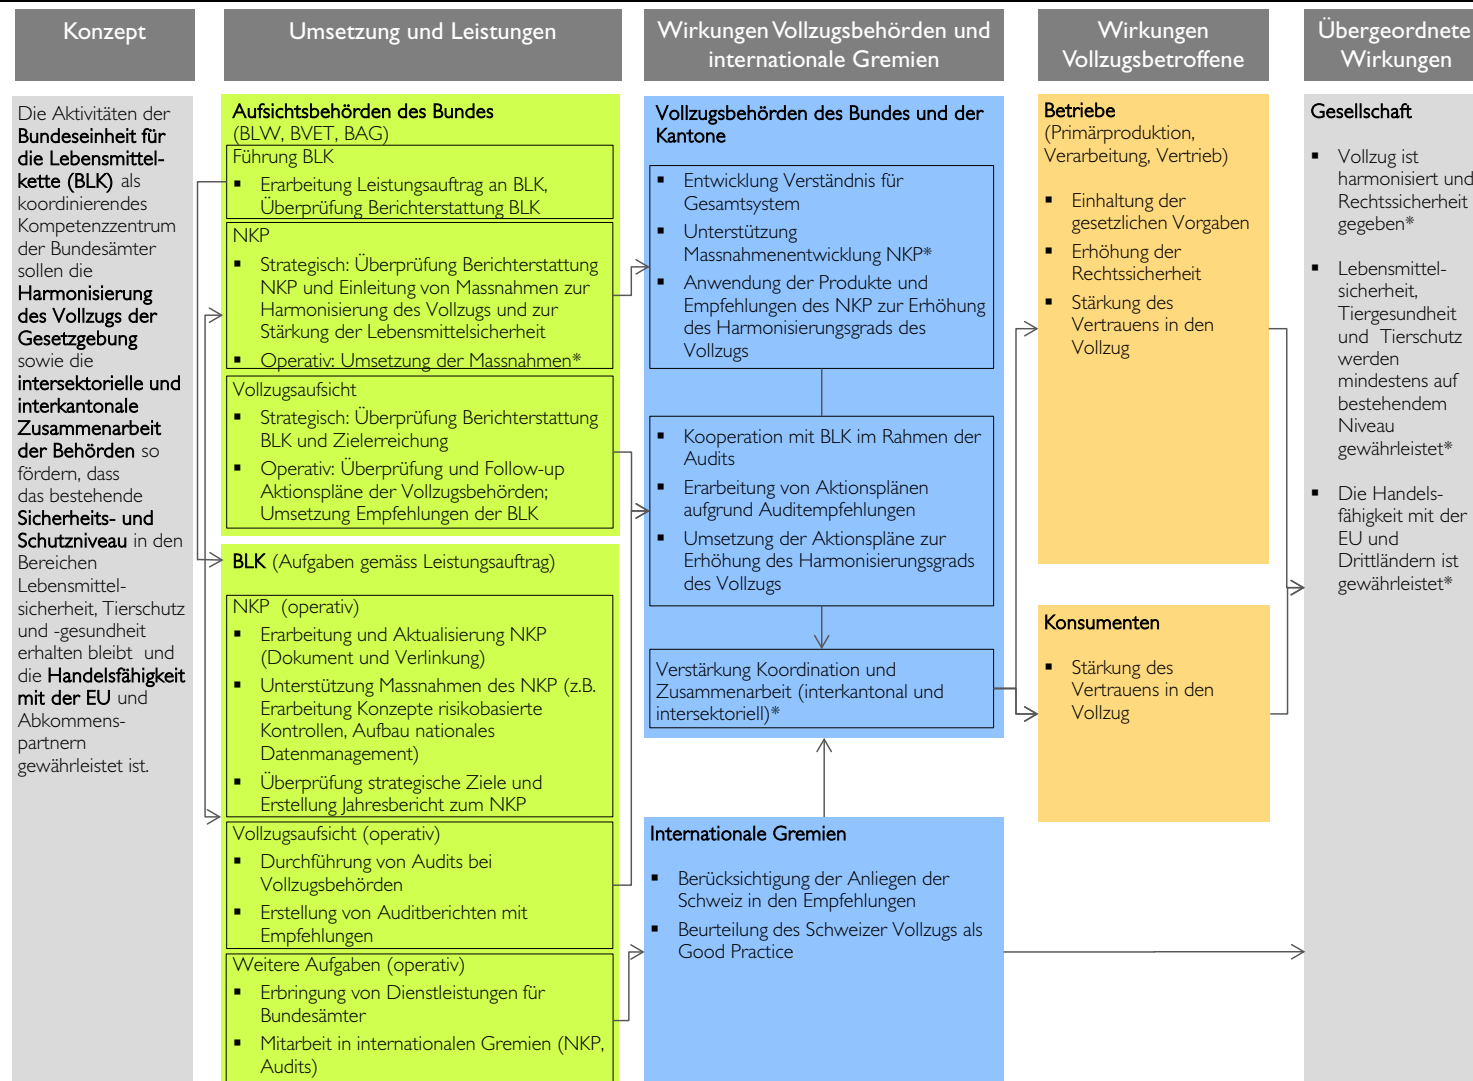 Konzept
Umsetzung und Leistungen
Wirkungen Vollzugsbehörden und
internationale Gremien
Wirkungen
Vollzugsbetroffene
Übergeordnete
Wirkungen
Die Aktivitäten der
Bundeseinheit für
die Lebensmittel-
kette (BLK) als
koordinierendes
Kompetenzzentrum
der Bundesämter
sollen die
Harmonisierung
des Vollzugs der
Gesetzgebung
sowie die
intersektorielle und
interkantonale
Zusammenarbeit
der Behörden so
fördern, dass
das bestehende
Sicherheits- und
Schutzniveau in den
Bereichen
Lebensmittel-
sicherheit, Tierschutz
und -gesundheit
erhalten bleibt und
die Handelsfähigkeit
mit der EU und
Abkommens-
partnern
gewährleistet ist.
Aufsichtsbehörden des Bundes
(BLW, BVET, BAG)
Führung BLK
▪ Erarbeitung Leistungsauftrag an BLK,
Überprüfung Berichterstattung BLK
NKP
▪ Strategisch: Überprüfung Berichterstattung
NKP und Einleitung von Massnahmen zur
Harmonisierung des Vollzugs und zur
Stärkung der Lebensmittelsicherheit
▪ Operativ: Umsetzung der Massnahmen*
Vollzugsaufsicht
▪ Strategisch: Überprüfung Berichterstattung
BLK und Zielerreichung
▪ Operativ: Überprüfung und Follow-up
Aktionspläne der Vollzugsbehörden;
Umsetzung Empfehlungen der BLK
BLK (Aufgaben gemäss Leistungsauftrag)
NKP (operativ)
▪ Erarbeitung und Aktualisierung NKP
(Dokument und Verlinkung)
▪ Unterstützung Massnahmen des NKP (z.B.
Erarbeitung Konzepte risikobasierte
Kontrollen, Aufbau nationales
Datenmanagement)
▪ Überprüfung strategische Ziele und
Erstellung Jahresbericht zum NKP
Vollzugsaufsicht (operativ)
▪ Durchführung von Audits bei
Vollzugsbehörden
▪ Erstellung von Auditberichten mit
Empfehlungen
Weitere Aufgaben (operativ)
▪ Erbringung von Dienstleistungen für
Bundesämter
▪ Mitarbeit in internationalen Gremien (NKP,
Audits)
Vollzugsbehörden des Bundes und der
Kantone
▪ Entwicklung Verständnis für
Gesamtsystem
▪ Unterstützung
Massnahmenentwicklung NKP*
▪ Anwendung der Produkte und
Empfehlungen des NKP zur Erhöhung
des Harmonisierungsgrads des
Vollzugs
▪ Kooperation mit BLK im Rahmen der
Audits
▪ Erarbeitung von Aktionsplänen
aufgrund Auditempfehlungen
▪ Umsetzung der Aktionspläne zur
Erhöhung des Harmonisierungsgrads
des Vollzugs
Verstärkung Koordination und
Zusammenarbeit (interkantonal und
intersektoriell)*
Internationale Gremien
▪ Berücksichtigung der Anliegen der
Schweiz in den Empfehlungen
▪ Beurteilung des Schweizer Vollzugs als
Good Practice
Betriebe
(Primärproduktion,
Verarbeitung, Vertrieb)
▪ Einhaltung der
gesetzlichen Vorgaben
▪ Erhöhung der
Rechtssicherheit
▪ Stärkung des
Vertrauens in den
Vollzug
Konsumenten
▪ Stärkung des
Vertrauens in den
Vollzug
Gesellschaft
▪ Vollzug ist
harmonisiert und
Rechtssicherheit
gegeben*
▪ Lebensmittel-
sicherheit,
Tiergesundheit
und Tierschutz
werden
mindestens auf
bestehendem
Niveau
gewährleistet*
▪ Die Handels-
fähigkeit mit der
EU und
Drittländern ist
gewährleistet*